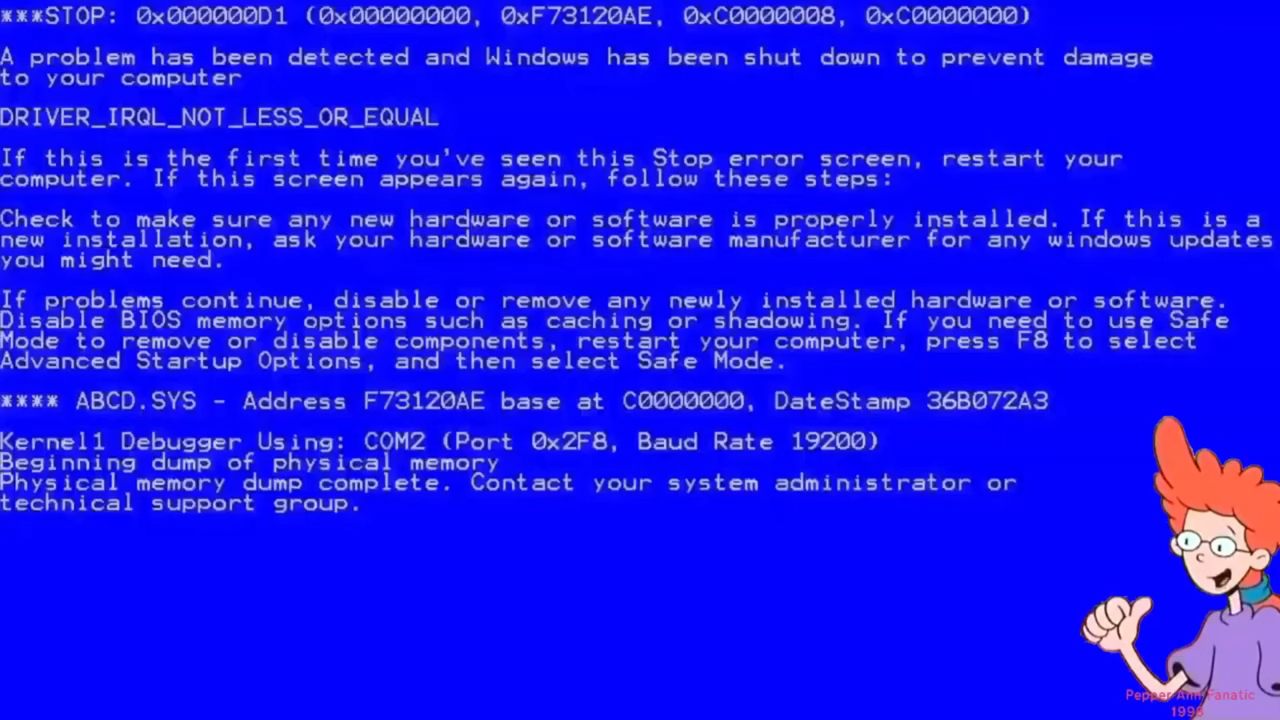 ***STOP: 0x000000D1 (0x00000000, 0xF73120AE, 0xC0000008, 0xC0000000)
A problem has been detected and Windows has been shut down to prevent damage
to your computer
DRIVER_IRQL_NOT_LESS_OR_EQUAL
If this is the first time you've seen this Stop error screen, restart your
computer. If this screen appears again, follow these steps:
Check to make sure any new hardware or software is properly installed. If this is a
new installation, ask your hardware or software manufacturer for any windows updates
you might need.
If problems continue, disable or remove any newly installed hardware or software.
Disable BIOS memory options such as caching or shadowing. If you need to use Safe
Mode to remove or disable components, restart your computer, press F8 to select
Advanced Startup Options, and then select Safe Mode.
**** ABCD.SYS - Address F73120AE base at C0000000, DateStamp 36B072A3
Kernel1 Debugger Using: COM2 (Port 0x2F8, Baud Rate 19200)
Beginning dump of physical memory
Physical memory dump complete. Contact your system administrator or
technical support group.
Pepper Ann Fanatic